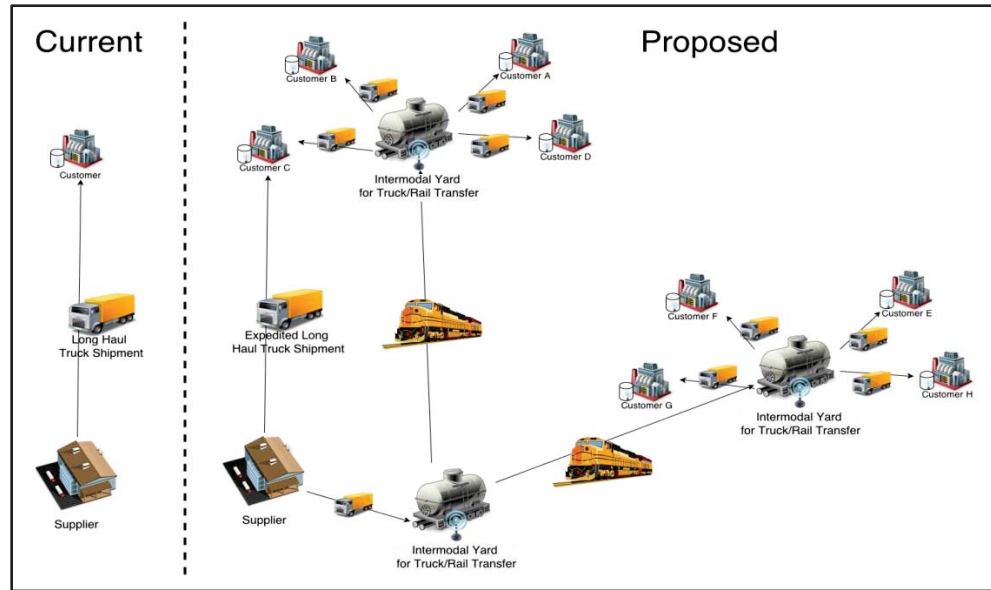 Current
Proposed
Customer B
Customer A
Customer
Customer C
Customer D
Intermodal Yard
for Truck/Rail Transfer
Long Haul
Truck Shipment
Expedited Long
Haul Truck Shipment
Customer F
Customer E
Customer G
Customer H
Intermodal Yard
for Truck/Rail Transfer
Supplier
Supplier
Intermodal Yard
for Truck/Rail Transfer